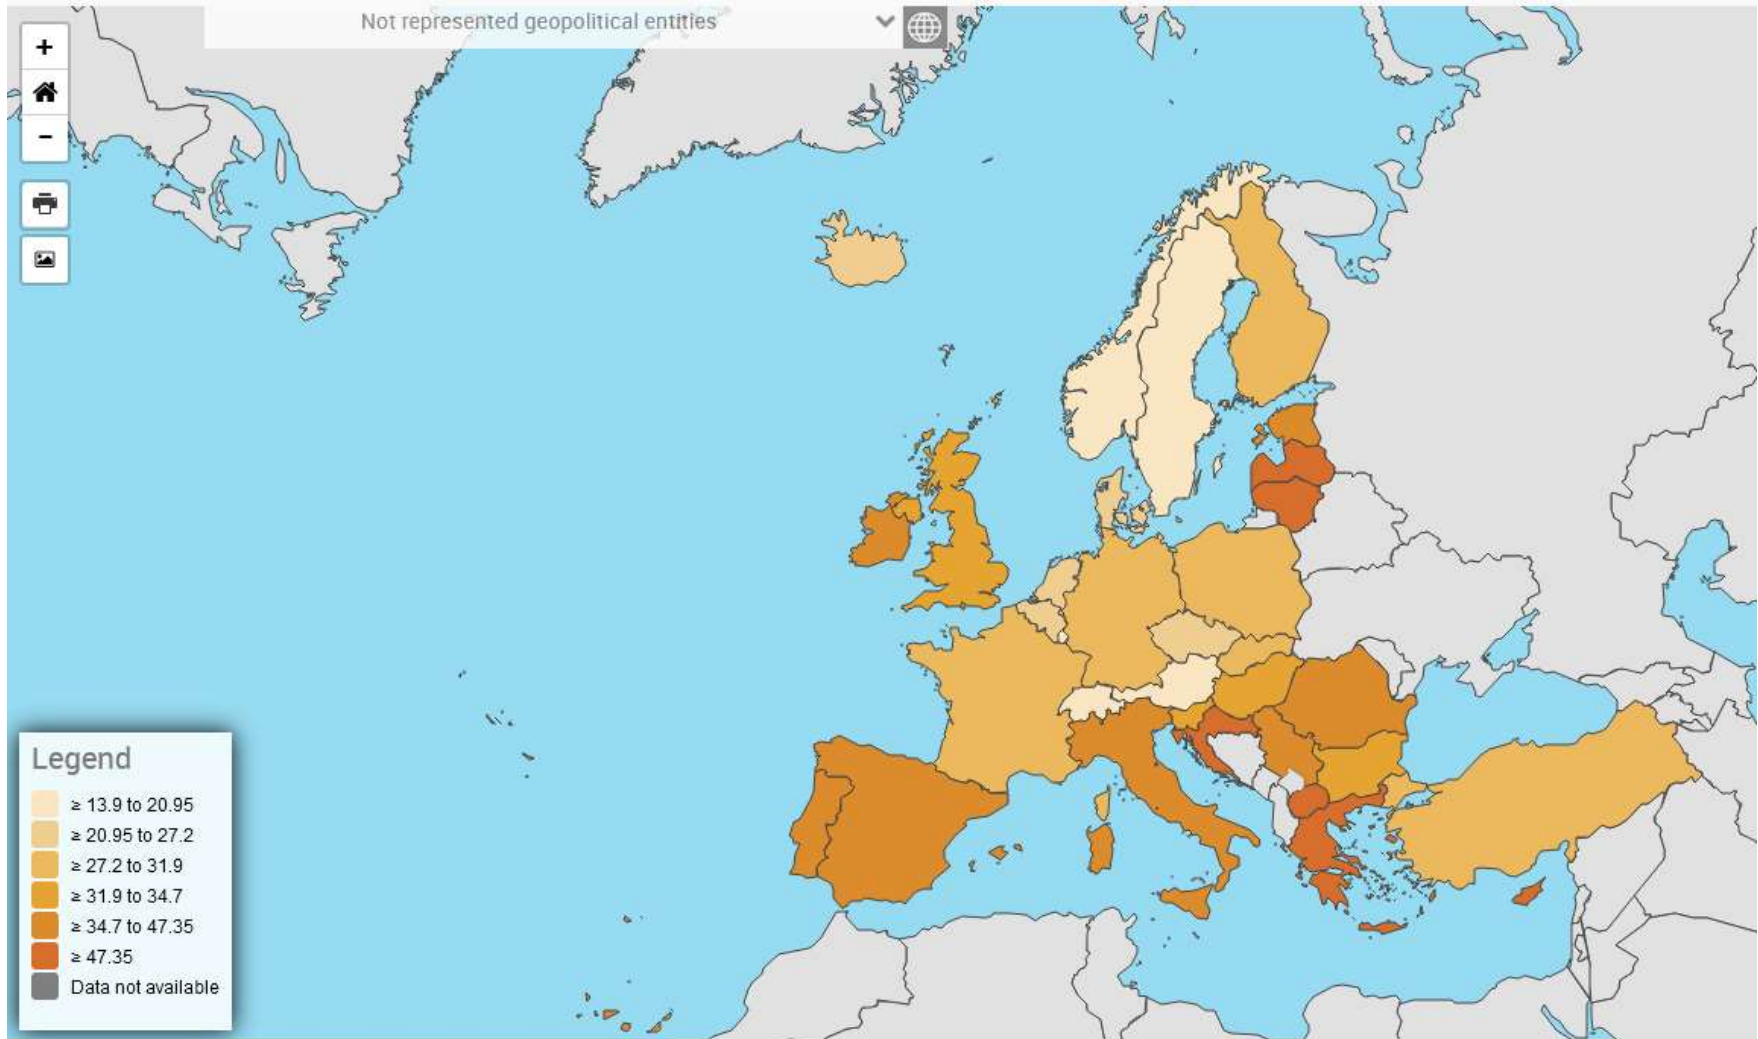 Not represented geopolitical entities
+
−
Legend
≥ 13.9 to 20.95
≥ 20.95 to 27.2
≥ 27.2 to 31.9
≥ 31.9 to 34.7
≥ 34.7 to 47.35
≥ 47.35
Data not available